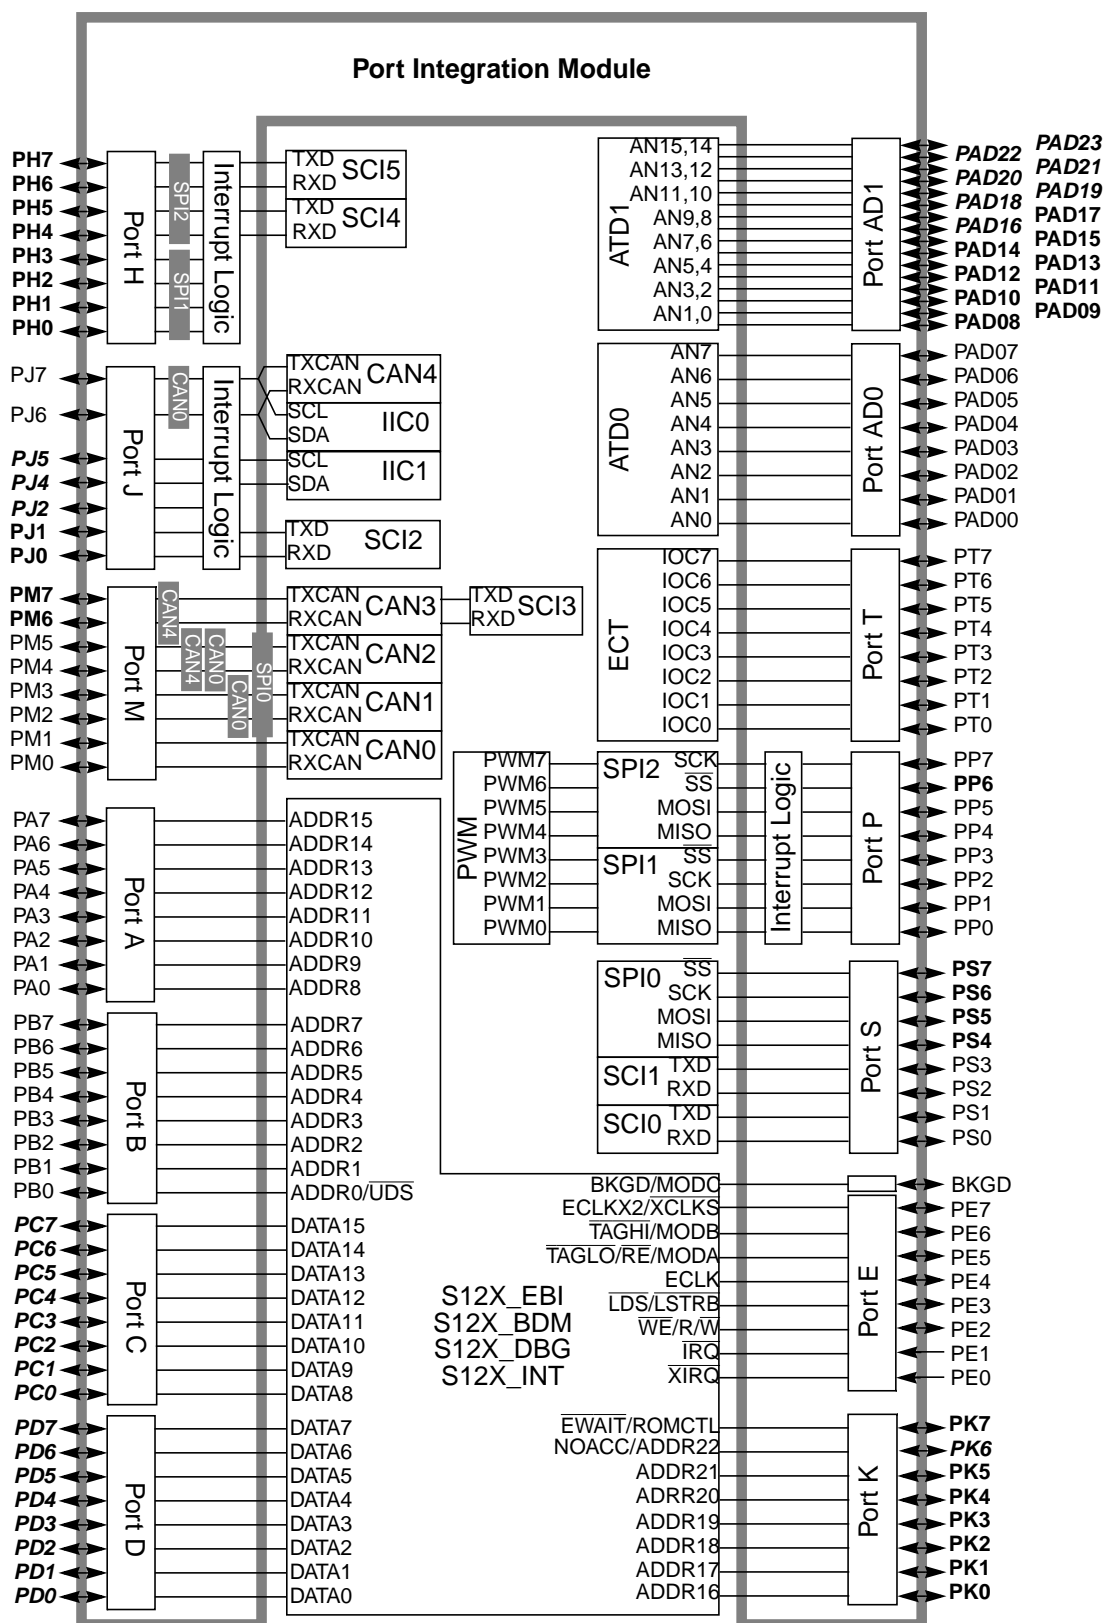 Port Integration Module
PH7
PH6
PH5
PH4
PH3
PH2
PH1
PH0
Port H
SPI2
SPI1
Interrupt Logic
TXD
RXD
SCI5
TXD
RXD
SCI4
PJ7
PJ6
PJ5
PJ4
PJ2
PJ1
PJ0
Port J
CAN0
Interrupt Logic
TXCAN
RXCAN
CAN4
SCL
SDA
IIC0
SCL
SDA
IIC1
TXD
RXD
SCI2
PM7
PM6
PM5
PM4
PM3
PM2
PM1
PM0
Port M
CAN4
CAN4
CAN0
CAN0
SPI0
TXCAN
RXCAN
CAN3
TXD
RXD
SCI3
TXCAN
RXCAN
CAN2
TXCAN
RXCAN
CAN1
TXCAN
RXCAN
CAN0
PA7
PA6
PA5
PA4
PA3
PA2
PA1
PA0
Port A
ADDR15
ADDR14
ADDR13
ADDR12
ADDR11
ADDR10
ADDR9
ADDR8
PB7
PB6
PB5
PB4
PB3
PB2
PB1
PB0
Port B
ADDR7
ADDR6
ADDR5
ADDR4
ADDR3
ADDR2
ADDR1
ADDR0/UDS
PC7
PC6
PC5
PC4
PC3
PC2
PC1
PC0
Port C
DATA15
DATA14
DATA13
DATA12
DATA11
DATA10
DATA9
DATA8
PD7
PD6
PD5
PD4
PD3
PD2
PD1
PD0
Port D
DATA7
DATA6
DATA5
DATA4
DATA3
DATA2
DATA1
DATA0
S12X_EBI
S12X_BDM
S12X_DBG
S12X_INT
ATD1
AN15,14
AN13,12
AN11,10
AN9,8
AN7,6
AN5,4
AN3,2
AN1,0
Port AD1
PAD23
PAD22
PAD21
PAD20
PAD19
PAD18
PAD17
PAD16
PAD15
PAD14
PAD13
PAD12
PAD11
PAD10
PAD09
PAD08
ATD0
AN7
AN6
AN5
AN4
AN3
AN2
AN1
AN0
Port AD0
PAD07
PAD06
PAD05
PAD04
PAD03
PAD02
PAD01
PAD00
ECT
IOC7
IOC6
IOC5
IOC4
IOC3
IOC2
IOC1
IOC0
Port T
PT7
PT6
PT5
PT4
PT3
PT2
PT1
PT0
PWM
PWM7
PWM6
PWM5
PWM4
PWM3
PWM2
PWM1
PWM0
SPI2
SCK
SS
MOSI
MISO
SPI1
SS
SCK
MOSI
MISO
Interrupt Logic
Port P
PP7
PP6
PP5
PP4
PP3
PP2
PP1
PP0
SPI0
SS
SCK
MOSI
MISO
SCI1
TXD
RXD
SCI0
TXD
RXD
Port S
PS7
PS6
PS5
PS4
PS3
PS2
PS1
PS0
BKGD/MODC
BKGD
ECLKX2/XCLKS
TAGHI/MODB
TAGLO/RE/MODA
ECLK
LDS/LSTRB
WE/R/W
IRQ
XIRQ
Port E
PE7
PE6
PE5
PE4
PE3
PE2
PE1
PE0
EWAIT/ROMCTL
NOACC/ADDR22
ADDR21
ADRR20
ADDR19
ADDR18
ADDR17
ADDR16
Port K
PK7
PK6
PK5
PK4
PK3
PK2
PK1
PK0